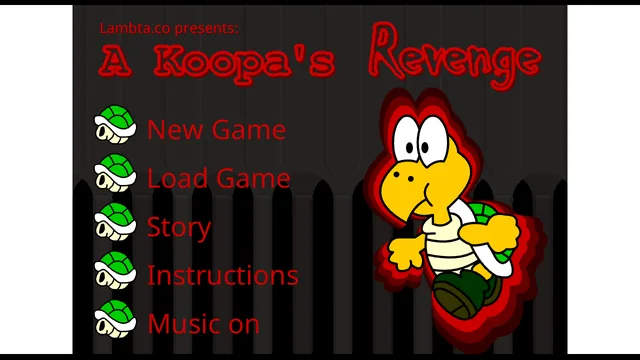 Lambta.co presents:
A Koopa's Revenge
New Game
Load Game
Story
Instructions
Music on